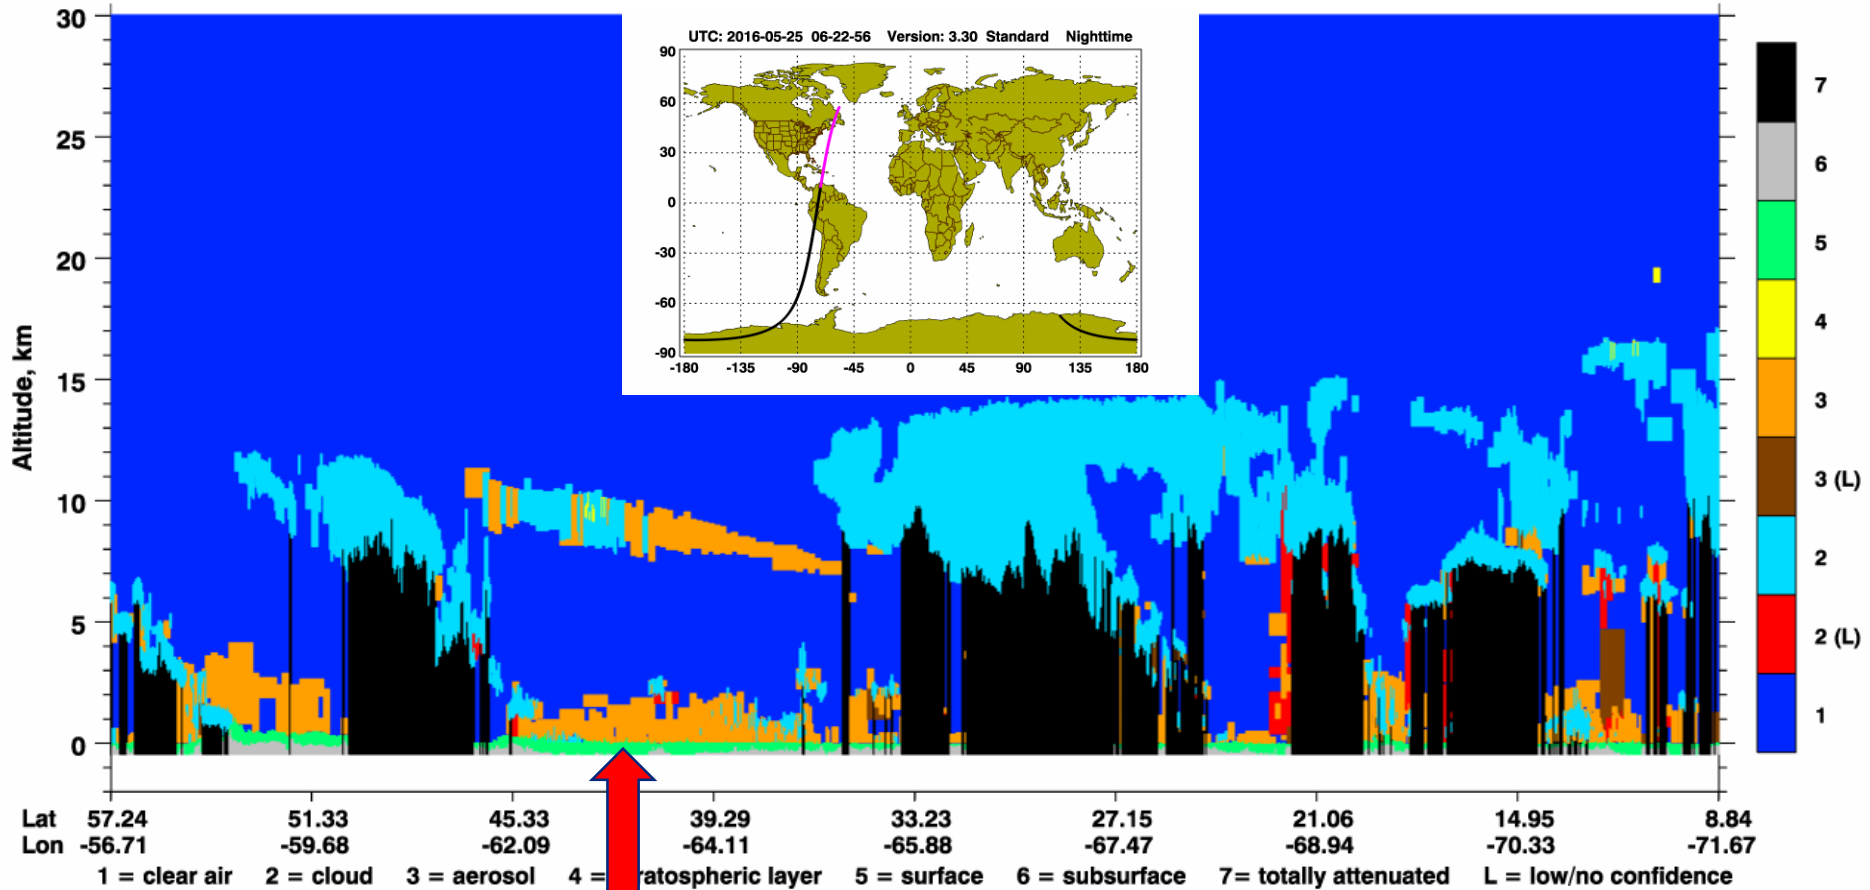 UTC: 2016-05-25 06-22-56 Version: 3.30 Standard Nighttime
90
60
30
0
-30
-60
-90
-180 -135 -90 -45 0 45 90 135 180
30
25
20
15
10
5
0
Altitude, km
7
6
5
4
3
3 (L)
2
2 (L)
1
Lat 57.24 51.33 45.33 39.29 33.23 27.15 21.06 14.95 8.84
Lon -56.71 -59.68 -62.09 -64.11 -65.88 -67.47 -68.94 -70.33 -71.67
1 = clear air 2 = cloud 3 = aerosol 4 = ratospheric layer 5 = surface 6 = subsurface 7= totally attenuated L = low/no confidence